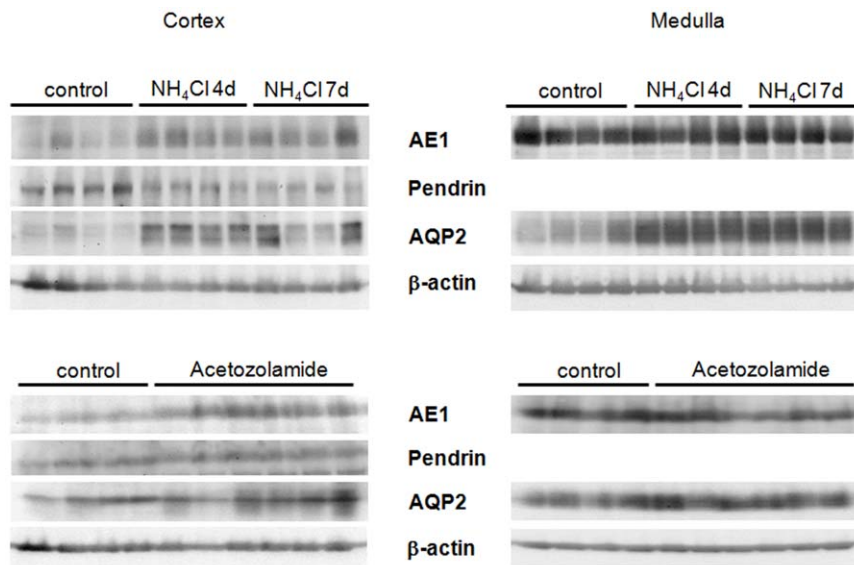 Cortex
Medulla
control NH₄Cl 4d NH₄Cl 7d
control NH₄Cl 4d NH₄Cl 7d
AE1
Pendrin
AQP2
β-actin
control Acetozolamide
control Acetozolamide
AE1
Pendrin
AQP2
β-actin